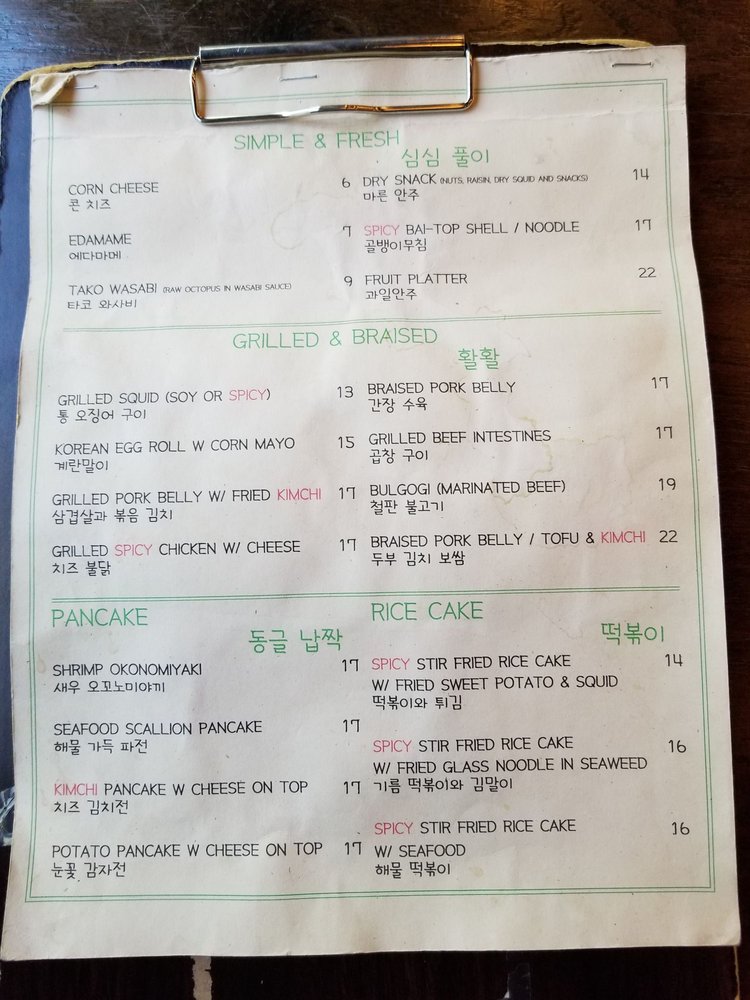 SIMPLE & FRESH
심심 풀이
CORN CHEESE 6
콘 치즈
EDAMAME 7
에다마메
TAKO WASABI (RAW OCTOPUS IN WASABI SAUCE) 9
타코 와사비
DRY SNACK (NUTS, RAISIN, DRY SQUID AND SNACKS) 14
마른 안주
SPICY BAI-TOP SHELL / NOODLE 17
골뱅이무침
FRUIT PLATTER 22
과일안주
GRILLED & BRAISED
활활
GRILLED SQUID (SOY OR SPICY) 13
통 오징어 구이
KOREAN EGG ROLL W CORN MAYO 15
계란말이
GRILLED PORK BELLY W/ FRIED KIMCHI 17
삼겹살과 볶음 김치
GRILLED SPICY CHICKEN W/ CHEESE 17
치즈 불닭
BRAISED PORK BELLY 17
간장 수육
GRILLED BEEF INTESTINES 17
곱창 구이
BULGOGI (MARINATED BEEF) 19
철판 불고기
BRAISED PORK BELLY / TOFU & KIMCHI 22
두부 김치 보쌈
PANCAKE
동글 납짝
SHRIMP OKONOMIYAKI 17
새우 오꼬노미야끼
SEAFOOD SCALLION PANCAKE 17
해물 가득 파전
KIMCHI PANCAKE W CHEESE ON TOP 17
치즈 김치전
POTATO PANCAKE W CHEESE ON TOP 17
눈꽃 감자전
RICE CAKE
떡볶이
SPICY STIR FRIED RICE CAKE 14
W/ FRIED SWEET POTATO & SQUID
떡볶이와 튀김
SPICY STIR FRIED RICE CAKE 16
W/ FRIED GLASS NOODLE IN SEAWEED
기름 떡볶이와 김말이
SPICY STIR FRIED RICE CAKE 16
W/ SEAFOOD
해물 떡볶이